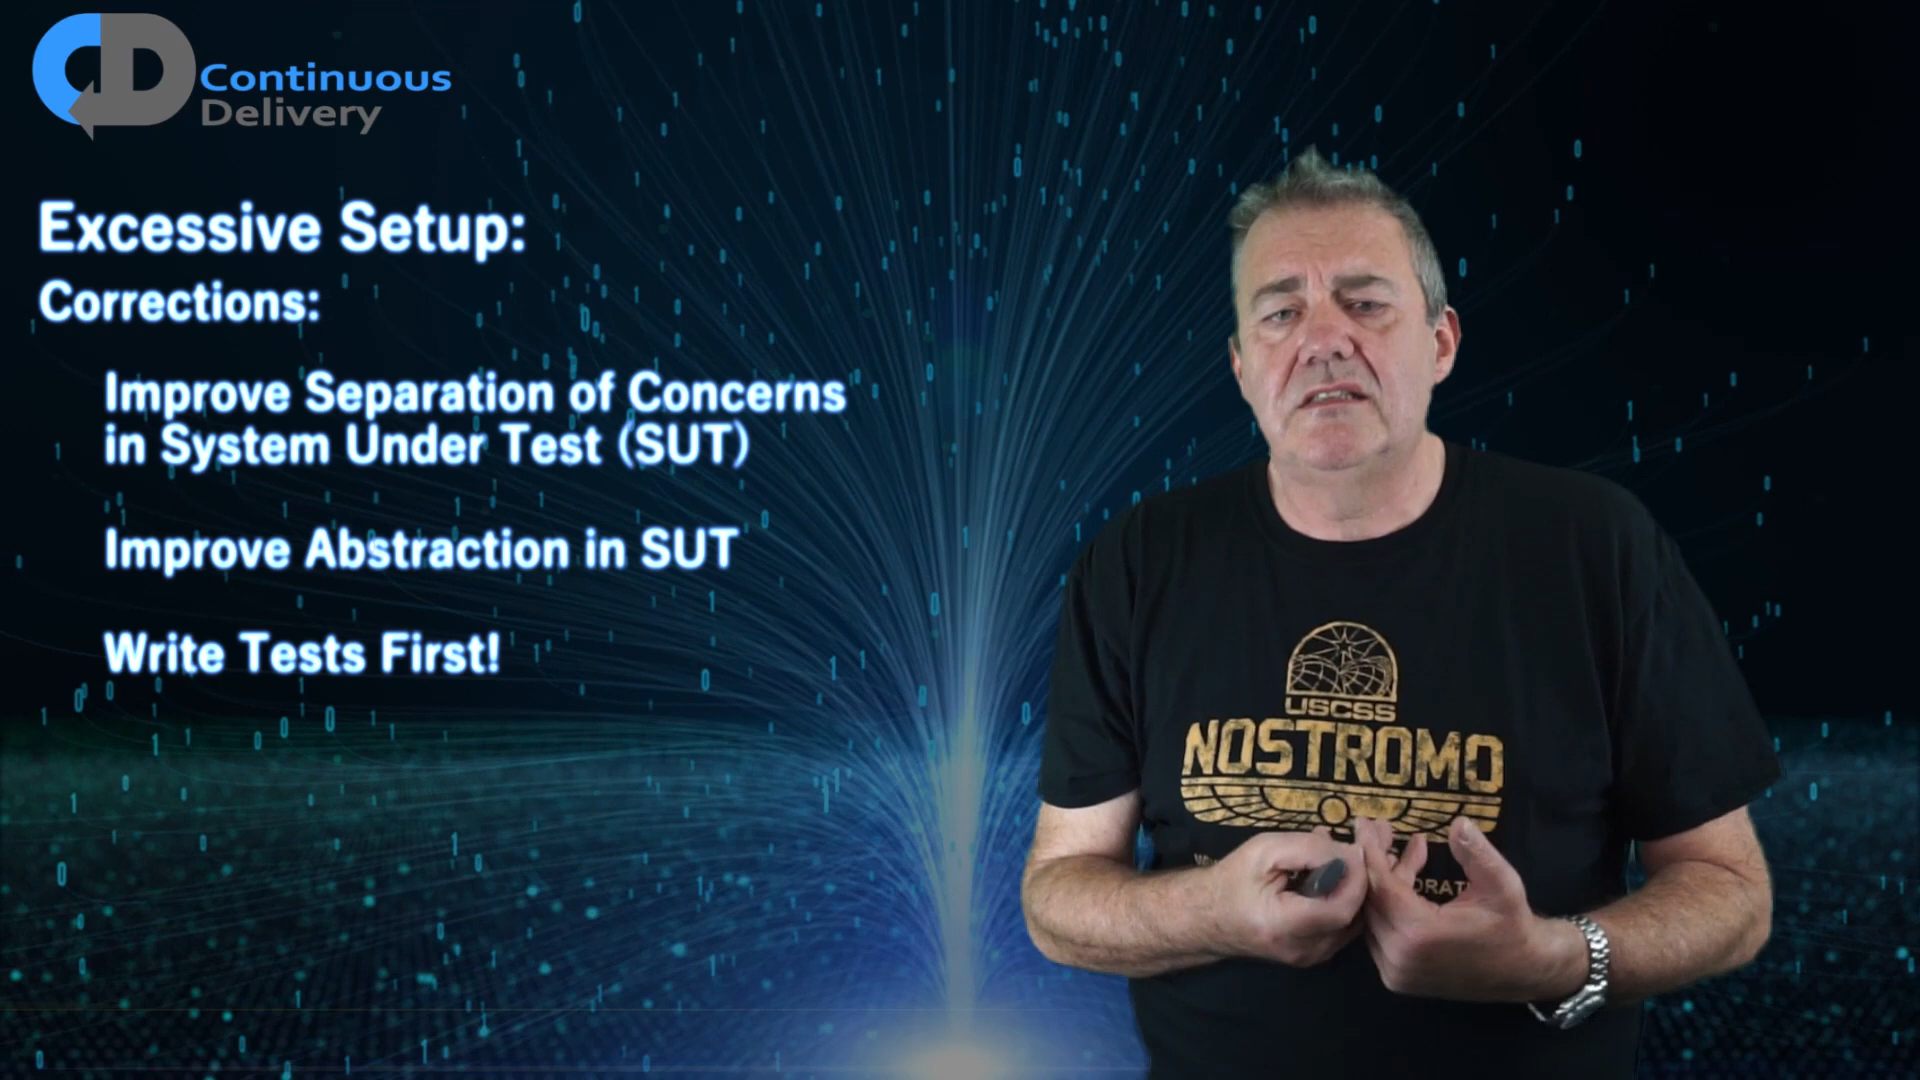 Continuous
Delivery
Excessive Setup:
Corrections:
Improve Separation of Concerns
in System Under Test (SUT)
Improve Abstraction in SUT
Write Tests First!
USCSS
NOSTROMO